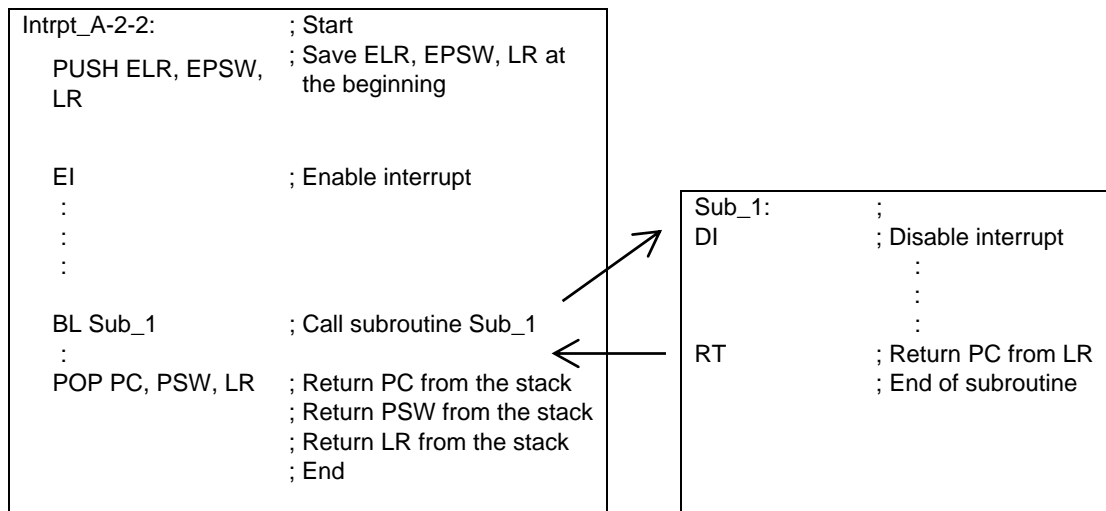 Intrpt_A-2-2: ; Start
PUSH ELR, EPSW, ; Save ELR, EPSW, LR at
LR the beginning
EI ; Enable interrupt
:
:
:
BL Sub_1 ; Call subroutine Sub_1
:
POP PC, PSW, LR ; Return PC from the stack
; Return PSW from the stack
; Return LR from the stack
; End
Sub_1: ;
DI ; Disable interrupt
:
:
:
RT ; Return PC from LR
; End of subroutine